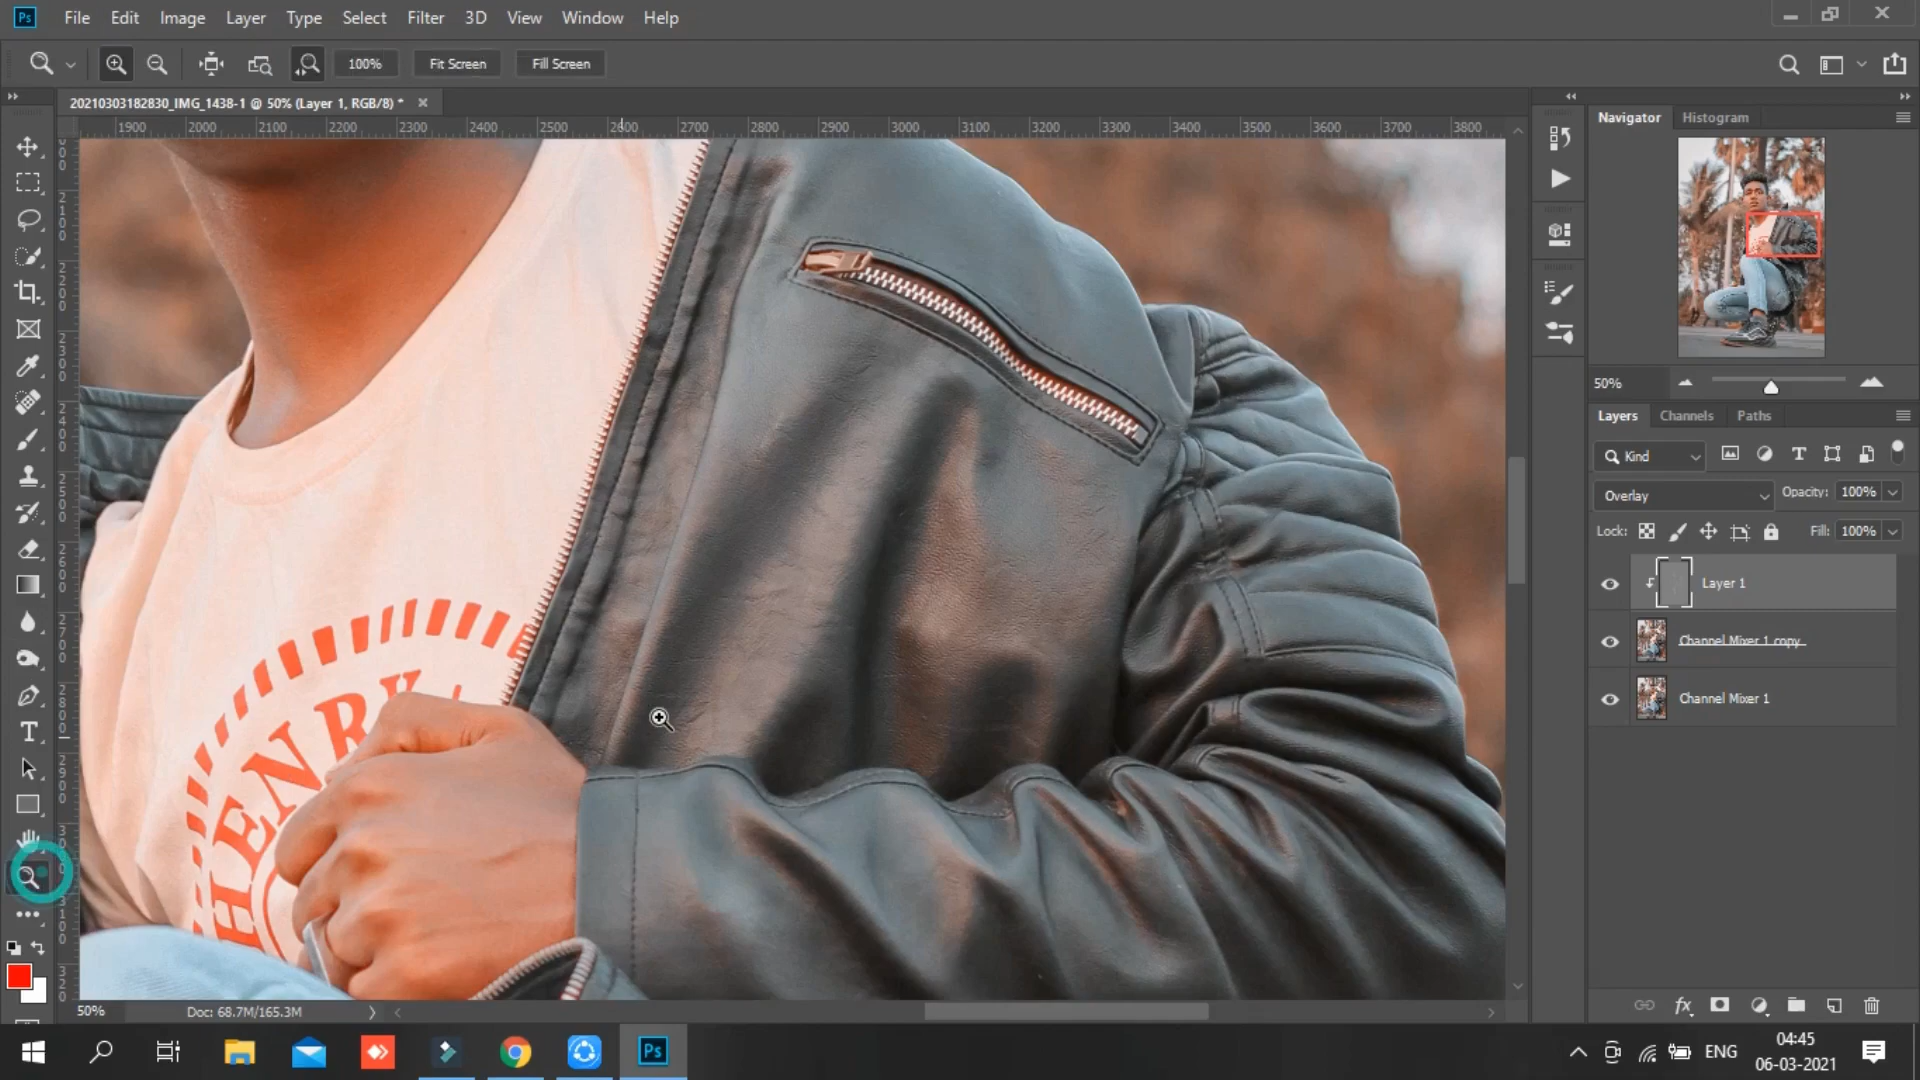 Ps File Edit Image Layer Type Select Filter 3D View Window Help
100% Fit Screen Fill Screen
20210303182830_IMG_1438-1 @ 50% (Layer 1, RGB/8) *
1900 2000 2100 2200 2300 2400 2500 2600 2700 2800 2900 3000 3100 3200 3300 3400 3500 3600 3700 3800
Navigator Histogram
50%
Layers Channels Paths
Kind
Overlay Opacity: 100%
Lock: Fill: 100%
Layer 1
Channel Mixer 1 copy
Channel Mixer 1
HENRY
50% Doc: 68.7M/165.3M
Ps
ENG
04:45
06-03-2021